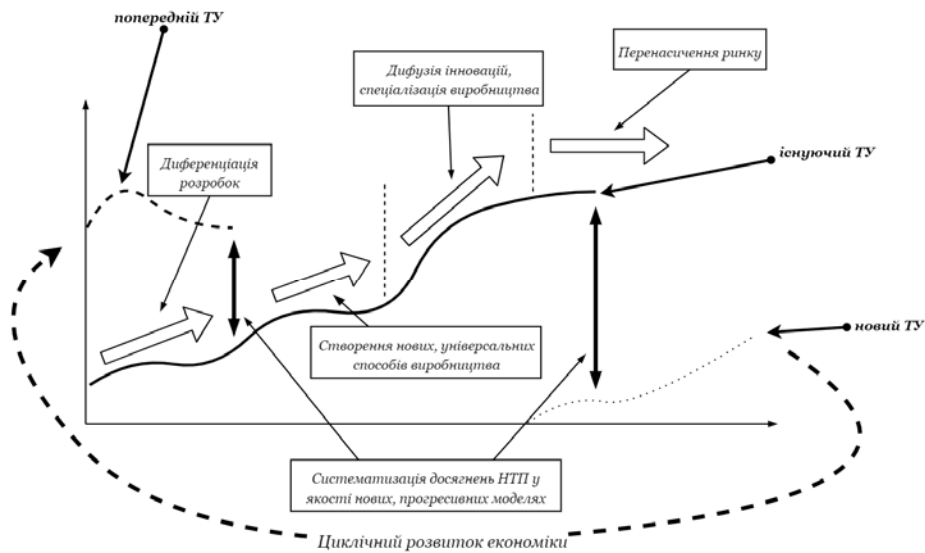 попередній ТУ
Перенасичення ринку
Дифузія інновацій,
спеціалізація виробництва
Диференціація
розробок
існуючий ТУ
новий ТУ
Створення нових, універсальних
способів виробництва
Систематизація досягнень НТП у
якості нових, прогресивних моделях
Циклічний розвиток економіки